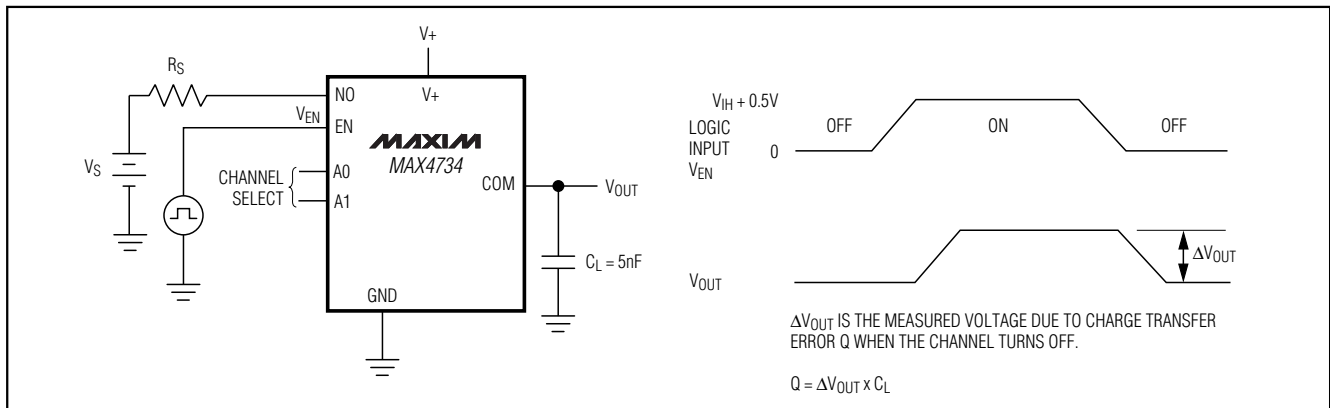 V+
RS
NO
V+
VEN
EN
MAXIM
MAX4734
VS
CHANNEL
SELECT
A0
A1
COM
VOUT
CL = 5nF
GND
VIH + 0.5V
LOGIC
INPUT
VEN
0
OFF
ON
OFF
VOUT
ΔVOUT
ΔVOUT IS THE MEASURED VOLTAGE DUE TO CHARGE TRANSFER
ERROR Q WHEN THE CHANNEL TURNS OFF.
Q = ΔVOUT x CL